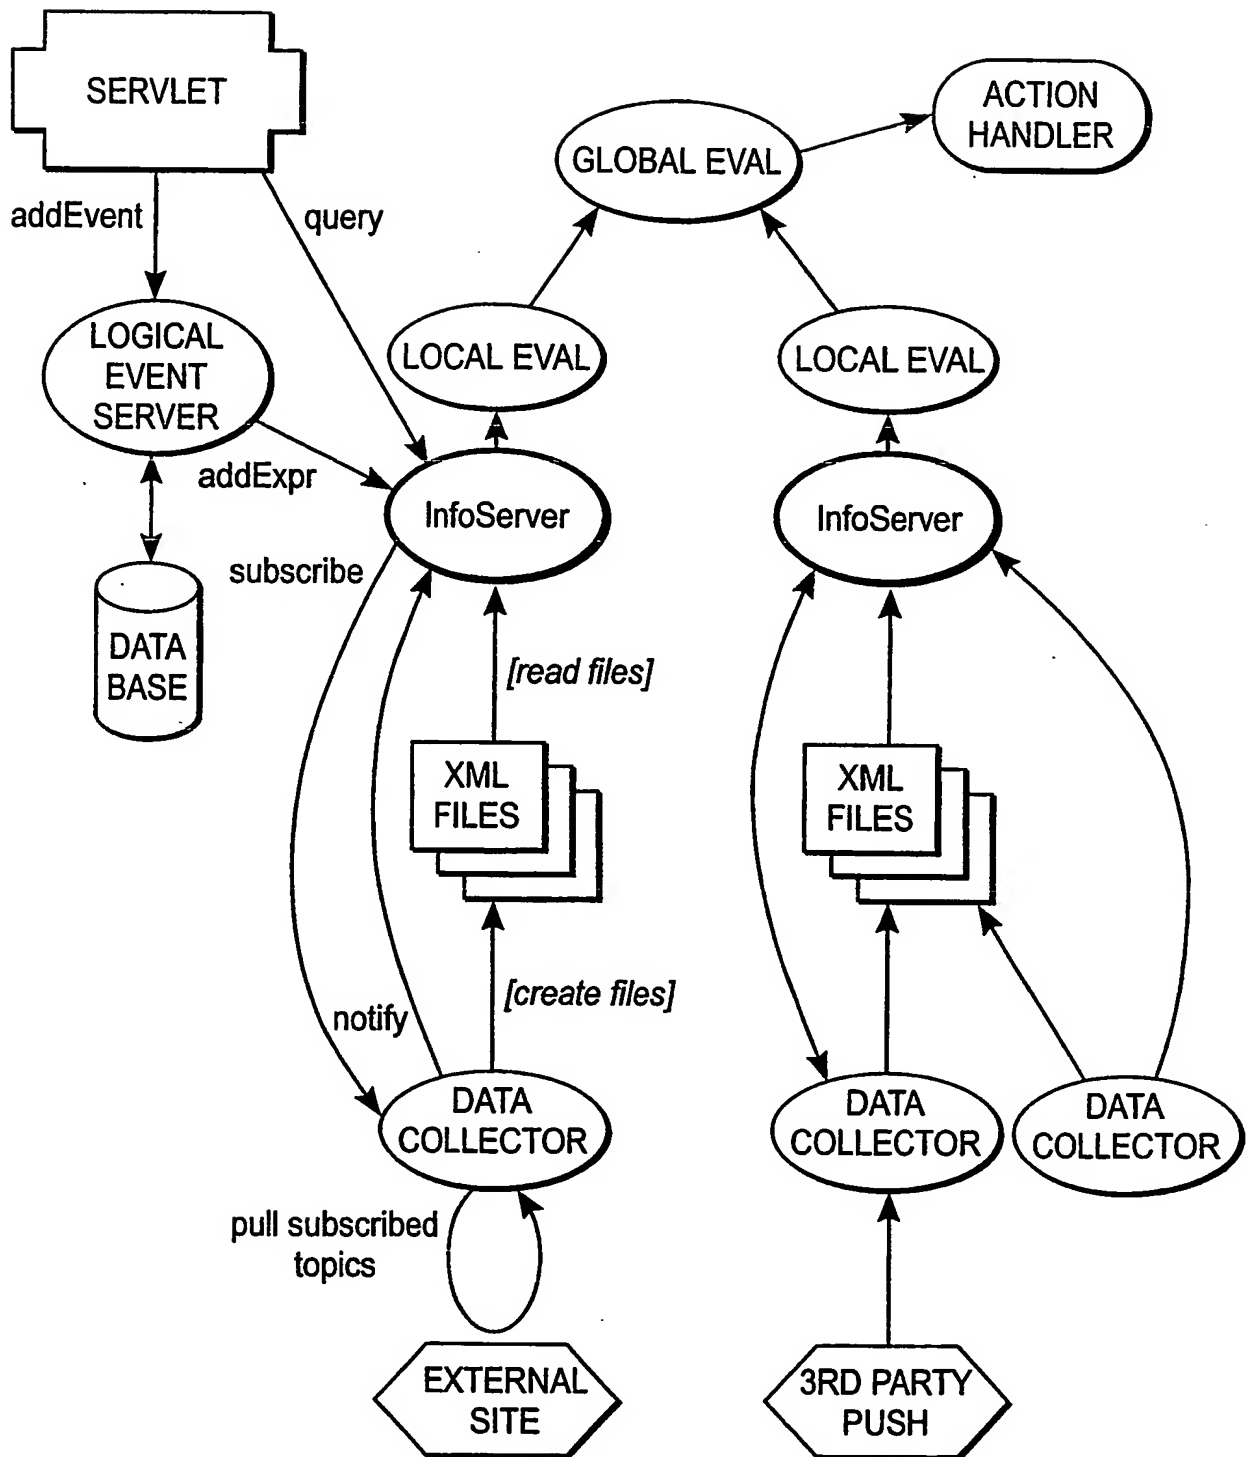 SERVLET
ACTION
HANDLER
GLOBAL EVAL
addEvent
query
LOGICAL
EVENT
SERVER
LOCAL EVAL
LOCAL EVAL
addExpr
InfoServer
InfoServer
subscribe
DATA
BASE
[read files]
XML
FILES
XML
FILES
[create files]
notify
DATA
COLLECTOR
DATA
COLLECTOR
DATA
COLLECTOR
pull subscribed
topics
EXTERNAL
SITE
3RD PARTY
PUSH